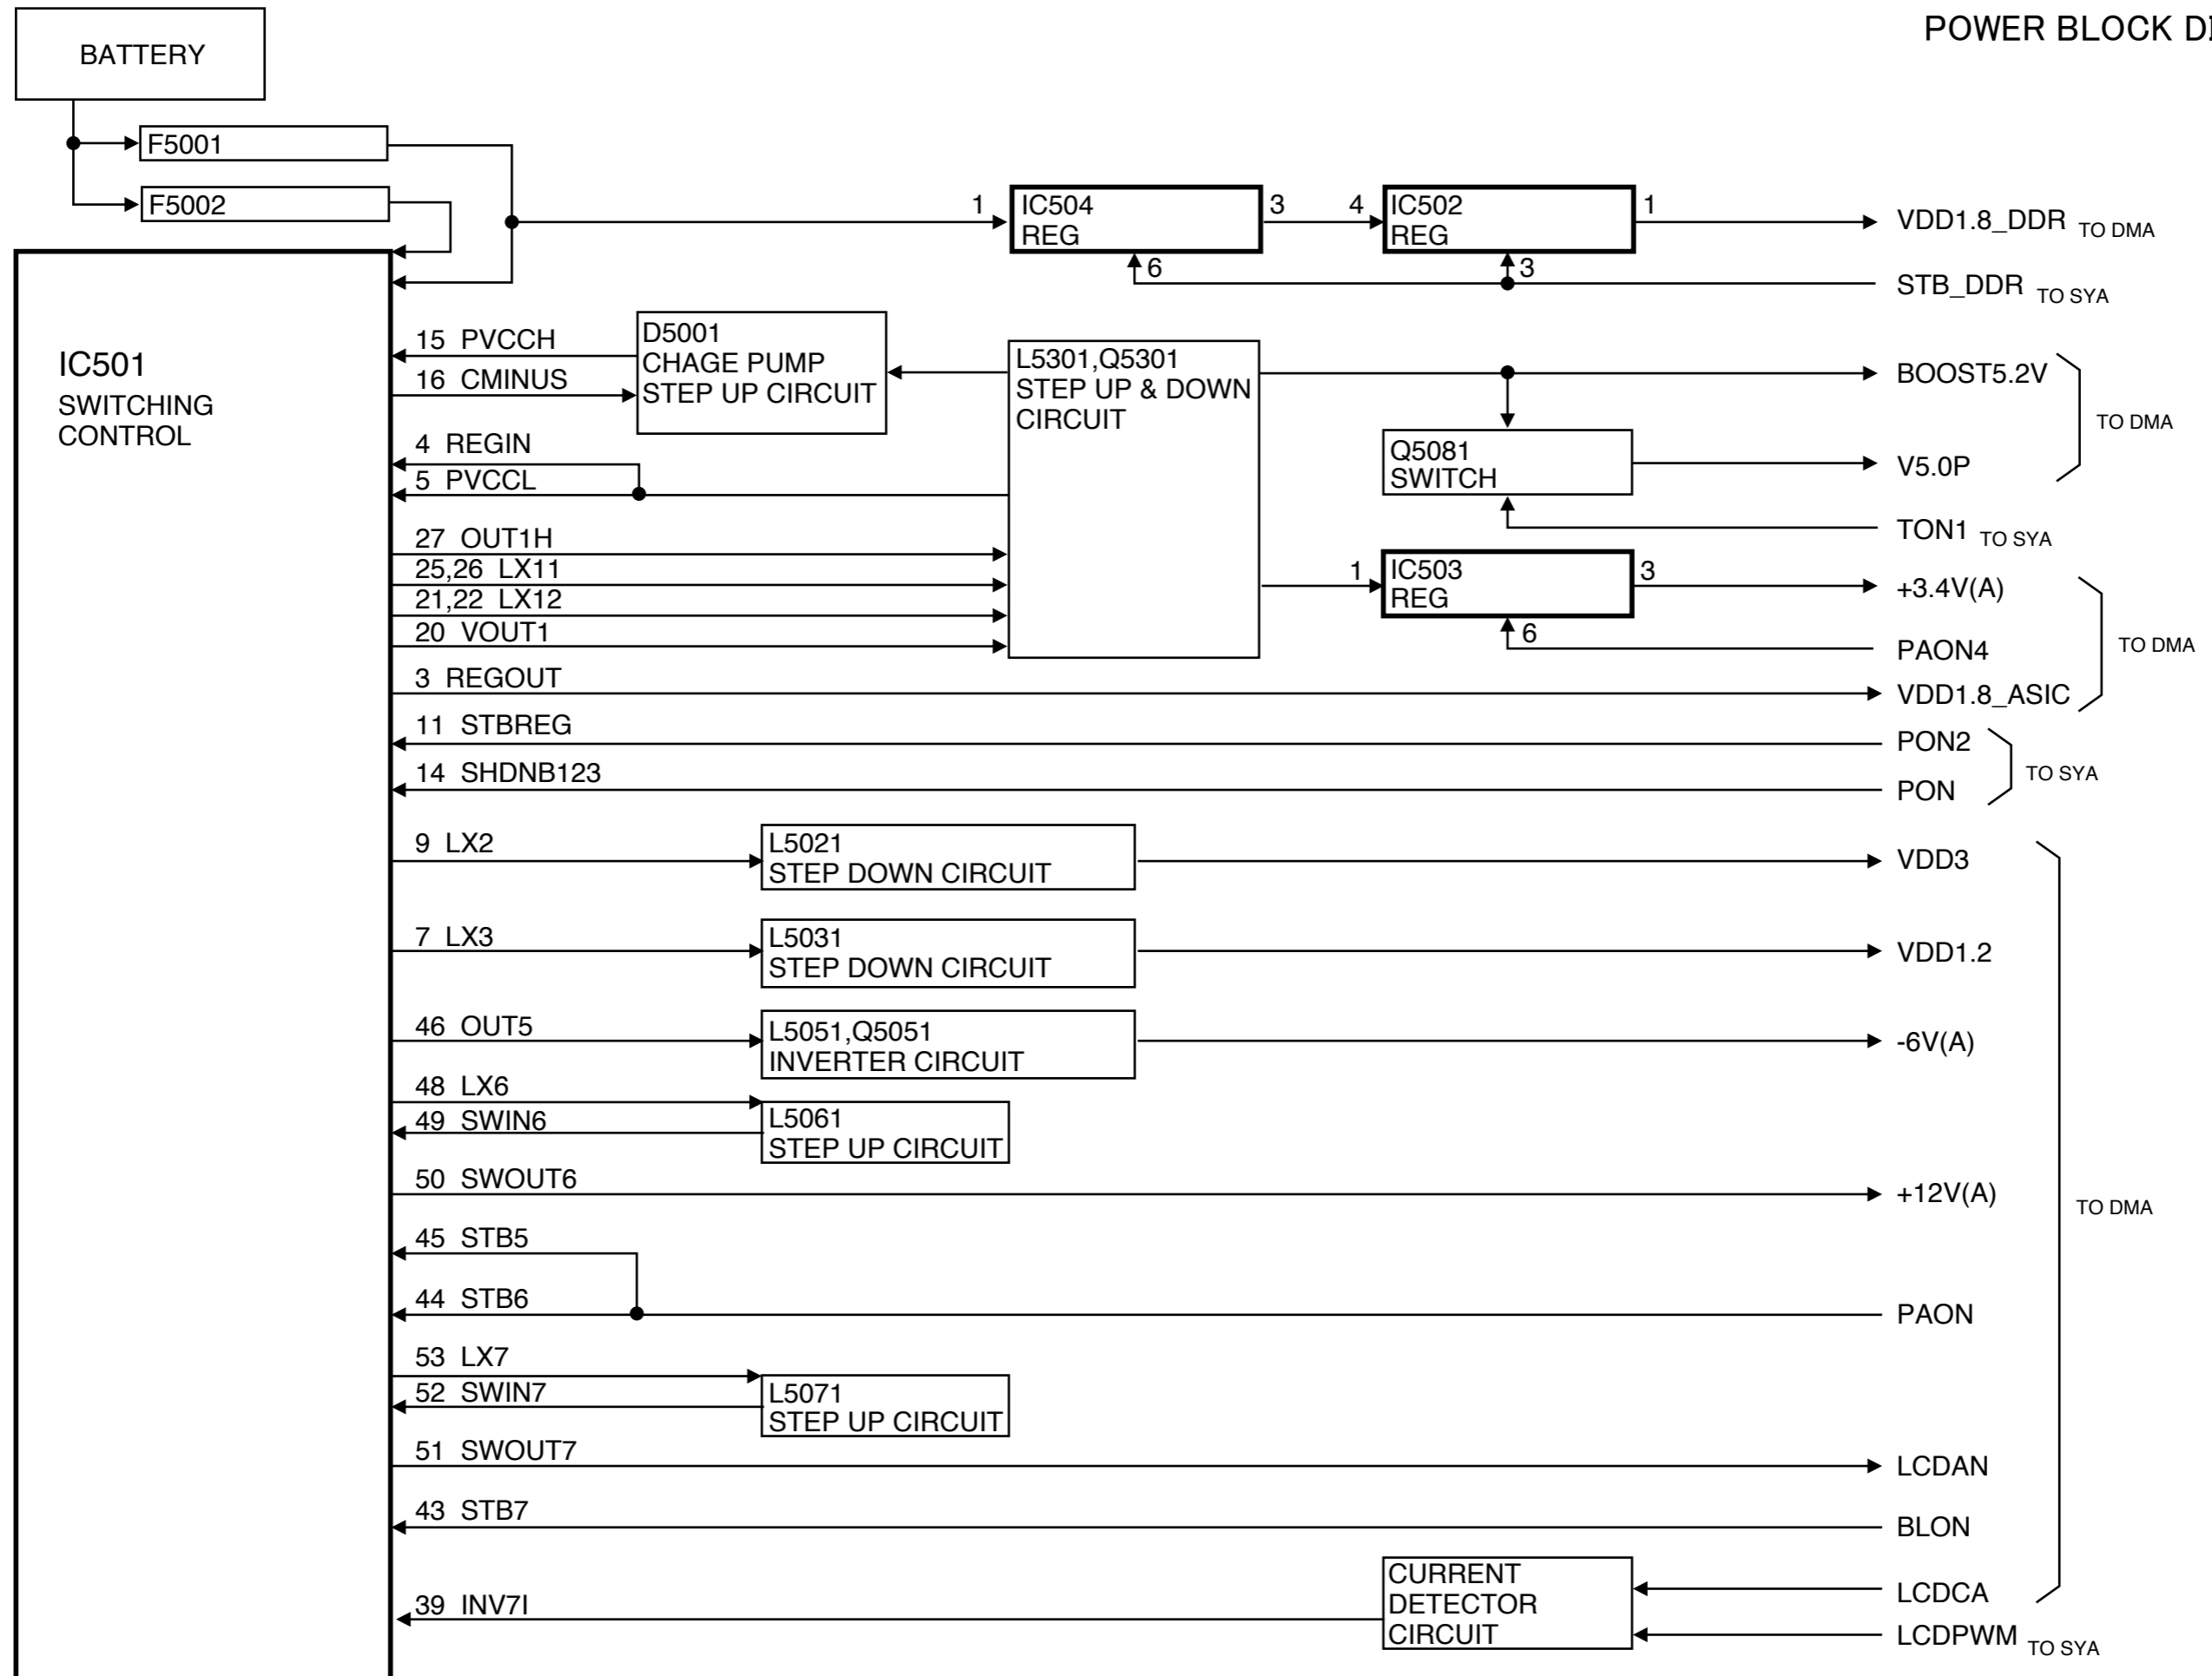 POWER BLOCK
BATTERY
F5001
F5002
1 IC504 3 4 IC502 1
REG REG
VDD1.8_DDR TO DMA
6 3
STB_DDR TO SYA
IC501
SWITCHING
CONTROL
15 PVCCH
16 CMINUS
D5001
CHAGE PUMP
STEP UP CIRCUIT
L5301,Q5301
STEP UP & DOWN
CIRCUIT
BOOST5.2V
TO DMA
4 REGIN
5 PVCCL
Q5081
SWITCH
V5.0P
TON1 TO SYA
27 OUT1H
25,26 LX11
21,22 LX12
20 VOUT1
1 IC503 3
REG
6
+3.4V(A)
PAON4
TO DMA
3 REGOUT
VDD1.8_ASIC
11 STBREG
PON2
TO SYA
14 SHDNB123
PON
9 LX2
L5021
STEP DOWN CIRCUIT
VDD3
7 LX3
L5031
STEP DOWN CIRCUIT
VDD1.2
46 OUT5
L5051,Q5051
INVERTER CIRCUIT
-6V(A)
48 LX6
49 SWIN6
L5061
STEP UP CIRCUIT
50 SWOUT6
+12V(A)
TO DMA
45 STB5
44 STB6
PAON
53 LX7
52 SWIN7
L5071
STEP UP CIRCUIT
51 SWOUT7
LCDAN
43 STB7
BLON
39 INV7I
CURRENT
DETECTOR
CIRCUIT
LCDCA
LCDPWM TO SYA